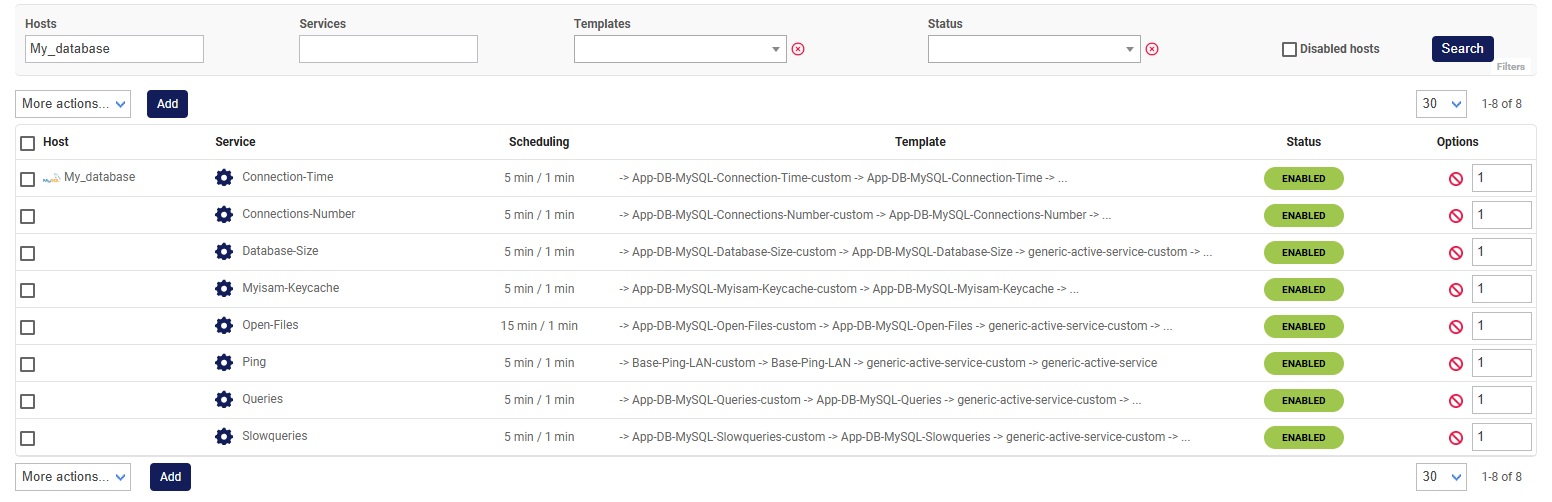 Hosts Services Templates Status
My_database Disabled hosts Search
Filters
More actions... Add 30 1-8 of 8
Host Service Scheduling Template Status Options
My_database Connection-Time 5 min / 1 min -> App-DB-MySQL-Connection-Time-custom -> App-DB-MySQL-Connection-Time -> ... ENABLED 1
Connections-Number 5 min / 1 min -> App-DB-MySQL-Connections-Number-custom -> App-DB-MySQL-Connections-Number -> ... ENABLED 1
Database-Size 5 min / 1 min -> App-DB-MySQL-Database-Size-custom -> App-DB-MySQL-Database-Size -> generic-active-service-custom -> ... ENABLED 1
Myisam-Keycache 5 min / 1 min -> App-DB-MySQL-Myisam-Keycache-custom -> App-DB-MySQL-Myisam-Keycache -> ... ENABLED 1
Open-Files 15 min / 1 min -> App-DB-MySQL-Open-Files-custom -> App-DB-MySQL-Open-Files -> generic-active-service-custom -> ... ENABLED 1
Ping 5 min / 1 min -> Base-Ping-LAN-custom -> Base-Ping-LAN -> generic-active-service-custom -> generic-active-service ENABLED 1
Queries 5 min / 1 min -> App-DB-MySQL-Queries-custom -> App-DB-MySQL-Queries -> generic-active-service-custom -> ... ENABLED 1
Slowqueries 5 min / 1 min -> App-DB-MySQL-Slowqueries-custom -> App-DB-MySQL-Slowqueries -> generic-active-service-custom -> ... ENABLED 1
More actions... Add 30 1-8 of 8